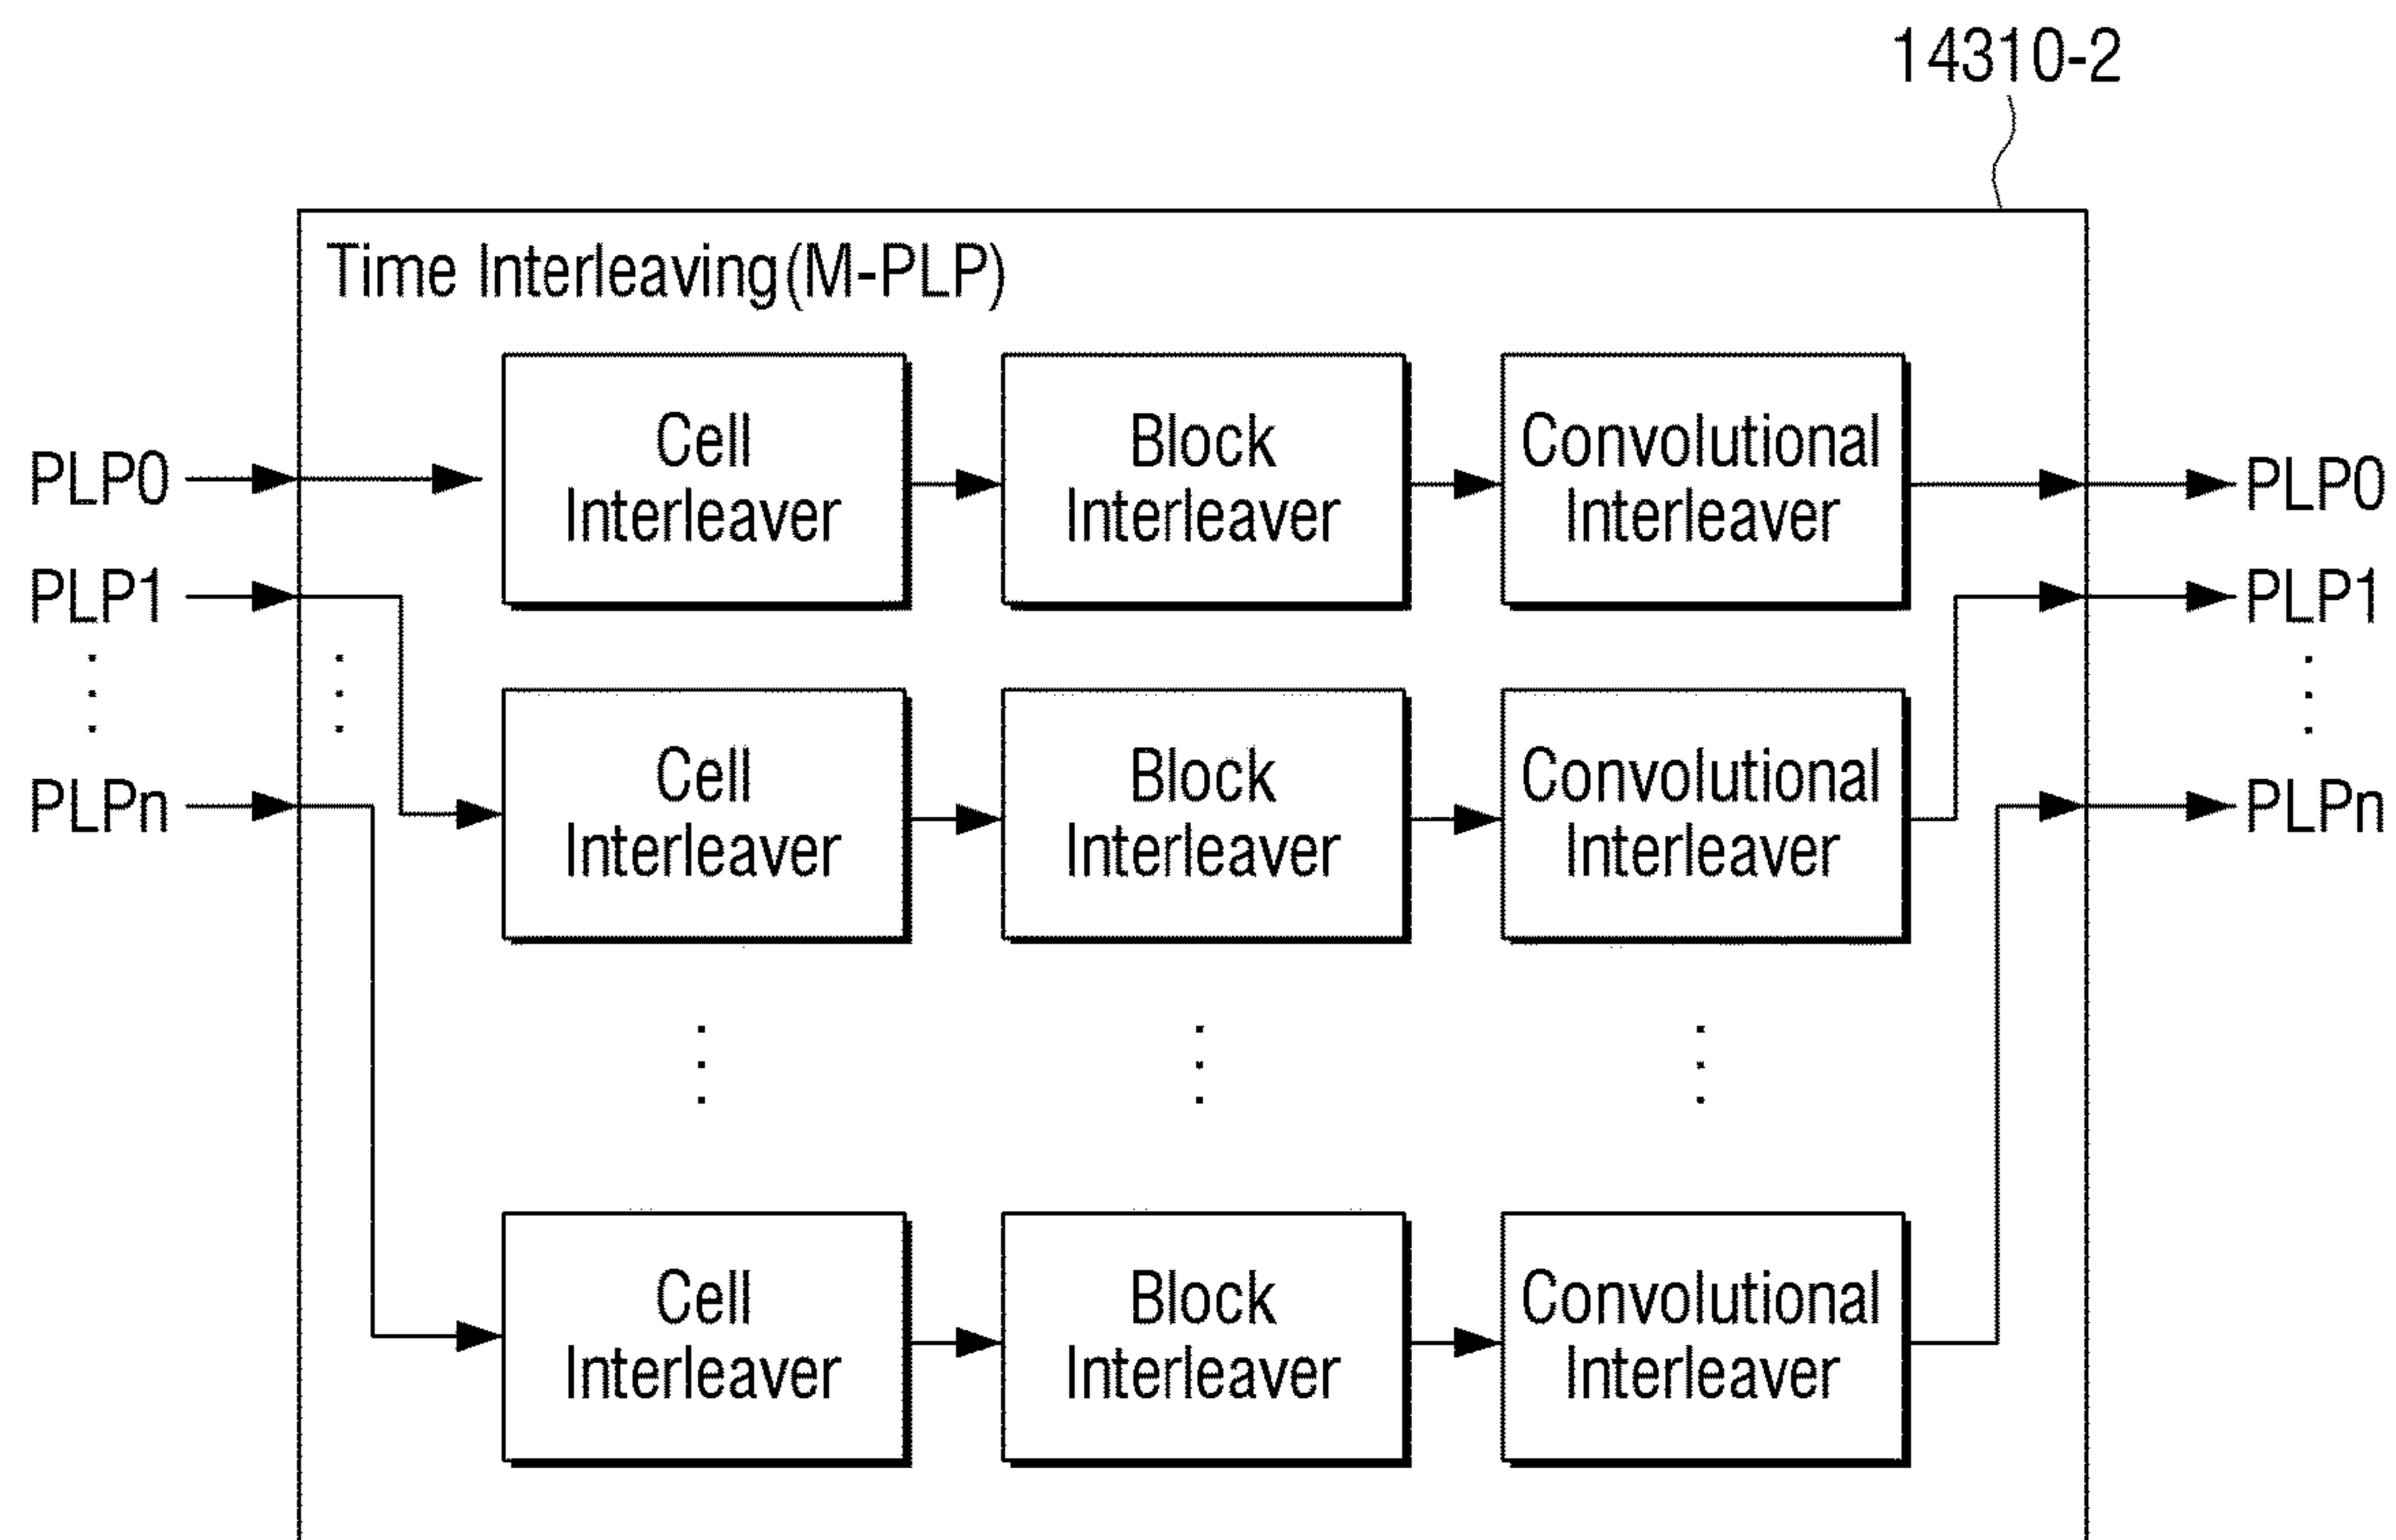 14310-2
Time Interleaving(M-PLP)
PLP0
Cell
Interleaver
Block
Interleaver
Convolutional
Interleaver
PLP0
PLP1
PLP1
Cell
Interleaver
Block
Interleaver
Convolutional
Interleaver
PLPn
PLPn
Cell
Interleaver
Block
Interleaver
Convolutional
Interleaver